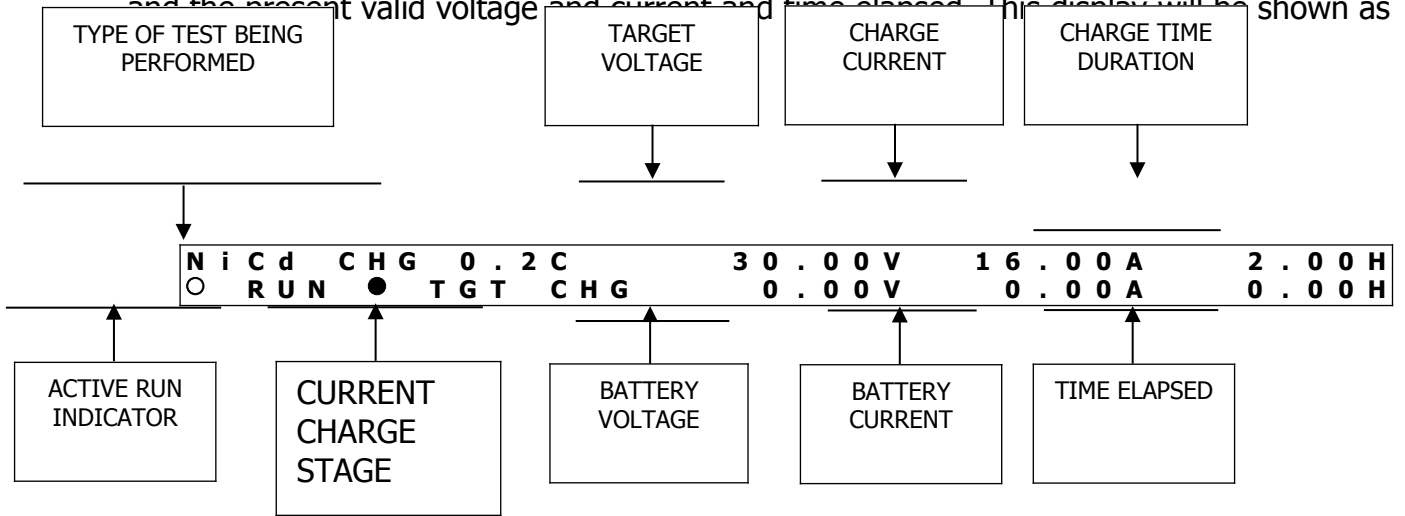 and the present valid voltage and current and time elapsed. This display will be shown as
TYPE OF TEST BEING
PERFORMED
TARGET
VOLTAGE
CHARGE
CURRENT
CHARGE TIME
DURATION
NiCd CHG 0.2C 30.00V 16.00A 2.00H
○ RUN ● TGT CHG 0.00V 0.00A 0.00H
ACTIVE RUN
INDICATOR
CURRENT
CHARGE
STAGE
BATTERY
VOLTAGE
BATTERY
CURRENT
TIME ELAPSED